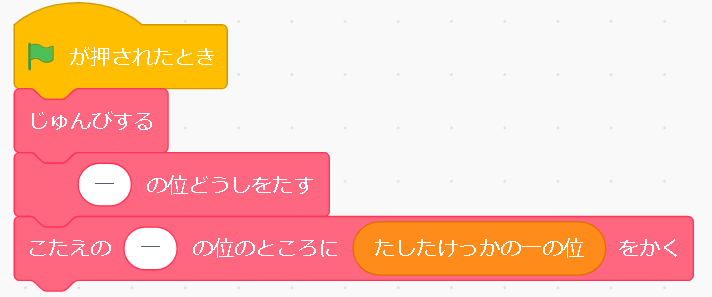 が押されたとき
じゅんびする
一 の位どうしをたす
こたえの 一 の位のところに たしたけっかの一の位 をかく